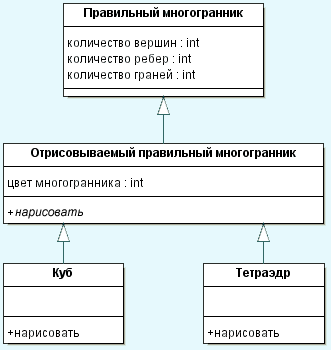 Правильный многогранник
количество вершин : int
количество ребер : int
количество граней : int
Отрисовываемый правильный многогранник
цвет многогранника : int
+нарисовать
Куб
+нарисовать
Тетраэдр
+нарисовать